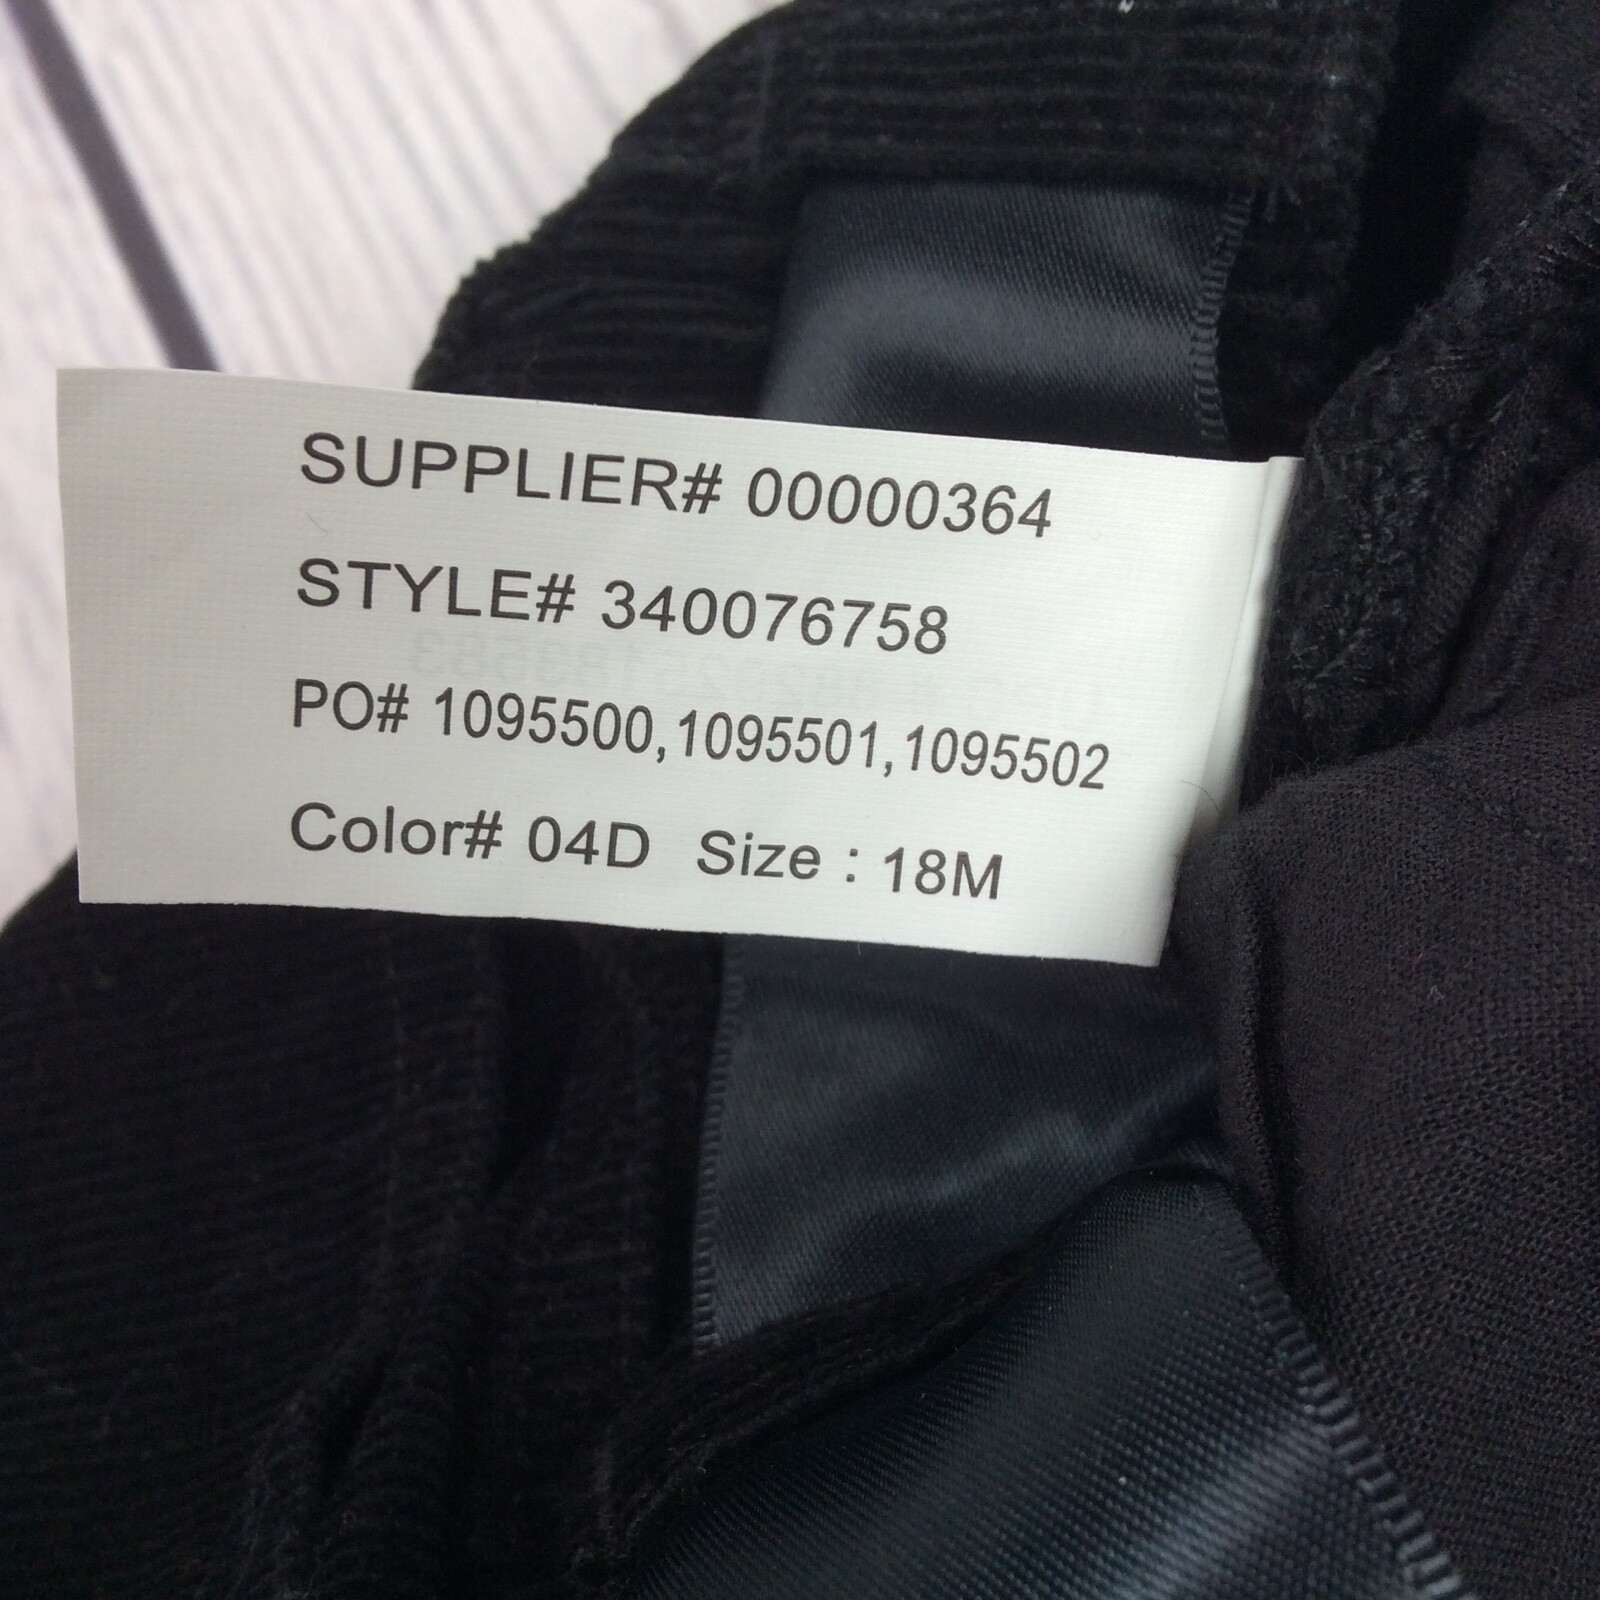 SUPPLIER# 00000364
STYLE# 340076758
PO# 1095500,1095501,1095502
Color# 04D Size : 18M